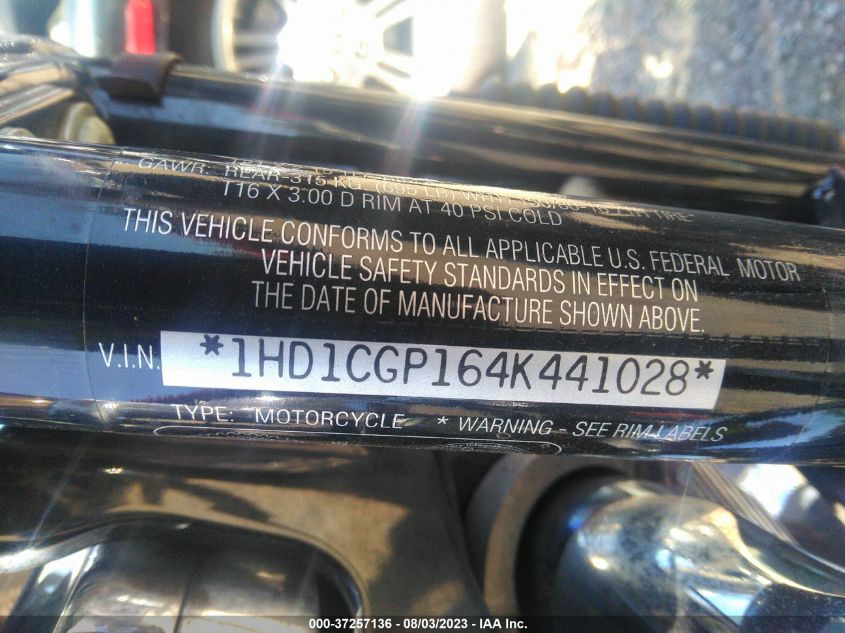 GAWR: REAR-315 KG. (695 LB) WITH
T16 X 3.00 D RIM AT 40 PSI COLD
THIS VEHICLE CONFORMS TO ALL APPLICABLE U.S. FEDERAL MOTOR
VEHICLE SAFETY STANDARDS IN EFFECT ON
THE DATE OF MANUFACTURE SHOWN ABOVE.
V.I.N. *1HD1CGP164K441028*
TYPE: MOTORCYCLE * WARNING - SEE RIM LABELS
000-37257136 - 08/03/2023 - IAA Inc.